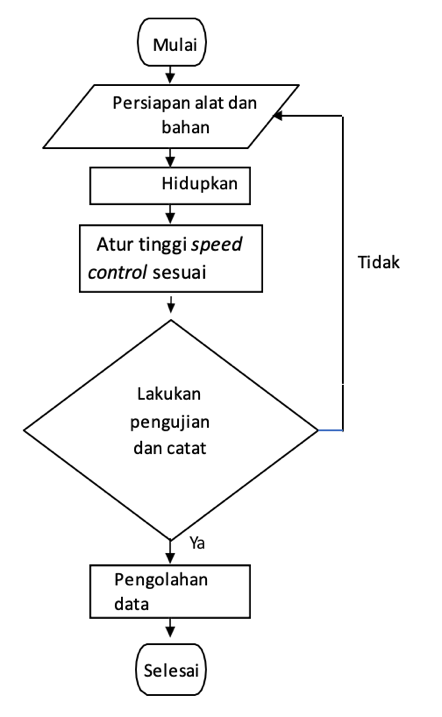 Mulai
Persiapan alat dan
bahan
Hidupkan
Atur tinggi speed
control sesuai
Tidak
Lakukan
pengujian
dan catat
Ya
Pengolahan
data
Selesai